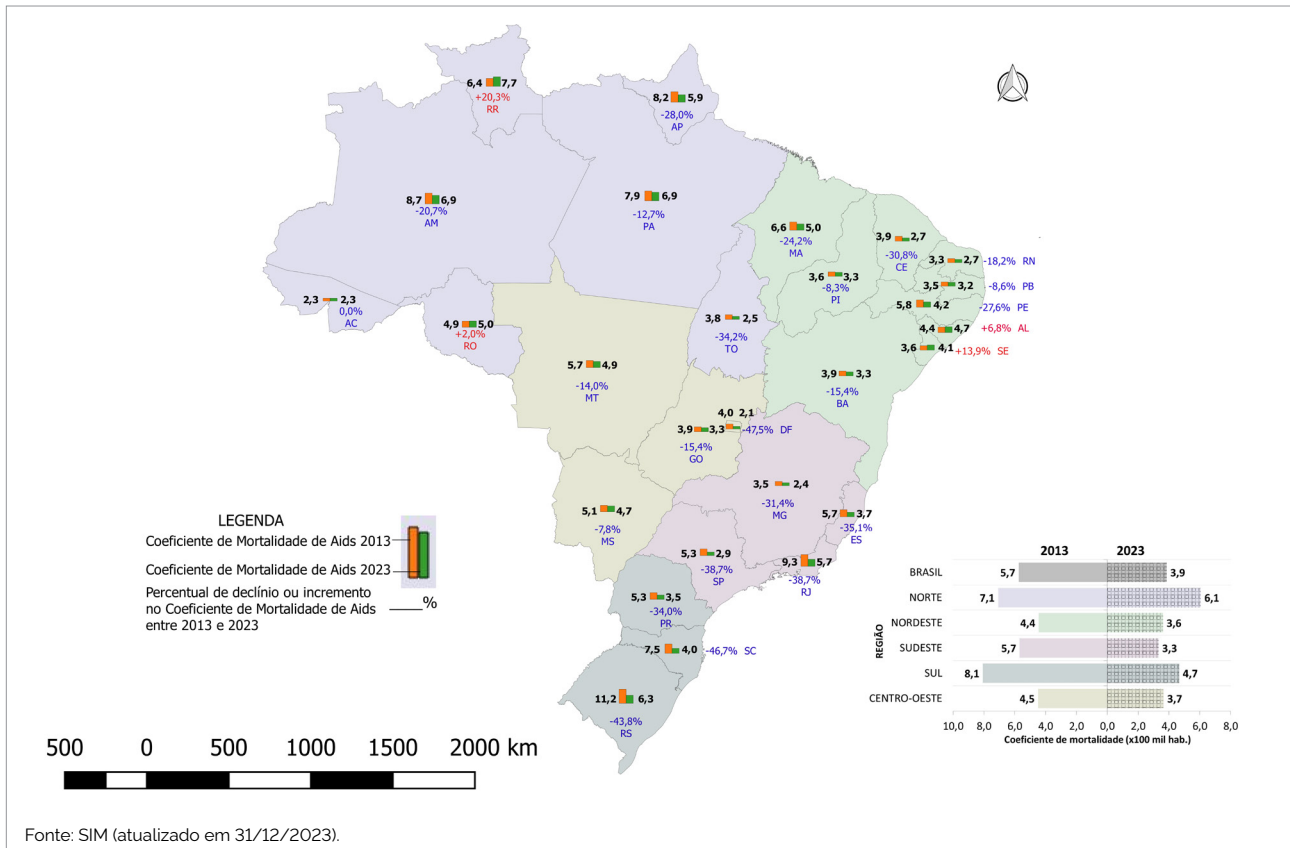 6,4 7,7
+20,3%
RR
8,2 5,9
-28,0%
AP
8,7 6,9
-20,7%
AM
7,9 6,9
-12,7%
PA
6,6 5,0
-24,2%
MA
3,9 2,7
-30,8%
CE
3,3 2,7 -18,2% RN
3,6 3,3
-8,3%
PI
3,5 3,2 -8,6% PB
5,8 4,2 -27,6% PE
2,3 2,3
0,0%
AC
4,9 5,0
+2,0%
RO
3,8 2,5
-34,2%
TO
4,4 4,7 +6,8% AL
3,6 4,1 +13,9% SE
5,7 4,9
-14,0%
MT
3,9 3,3
-15,4%
BA
4,0 2,1
-47,5% DF
3,9 3,3
-15,4%
GO
3,5 2,4
-31,4%
MG
5,1 4,7
-7,8%
MS
5,7 3,7
-35,1%
ES
5,3 2,9
-38,7%
SP
9,3 5,7
-38,7%
RJ
5,3 3,5
-34,0%
PR
7,5 4,0 -46,7% SC
11,2 6,3
-43,8%
RS
LEGENDA
Coeficiente de Mortalidade de Aids 2013
Coeficiente de Mortalidade de Aids 2023
Percentual de declínio ou incremento
no Coeficiente de Mortalidade de Aids %
entre 2013 e 2023
500 0 500 1000 1500 2000 km
2013 2023
REGIÃO
BRASIL 5,7 3,9
NORTE 7,1 6,1
NORDESTE 4,4 3,6
SUDESTE 5,7 3,3
SUL 8,1 4,7
CENTRO-OESTE 4,5 3,7
10,0 8,0 6,0 4,0 2,0 0,0 2,0 4,0 6,0 8,0
Coeficiente de mortalidade (x100 mil hab.)
Fonte: SIM (atualizado em 31/12/2023).